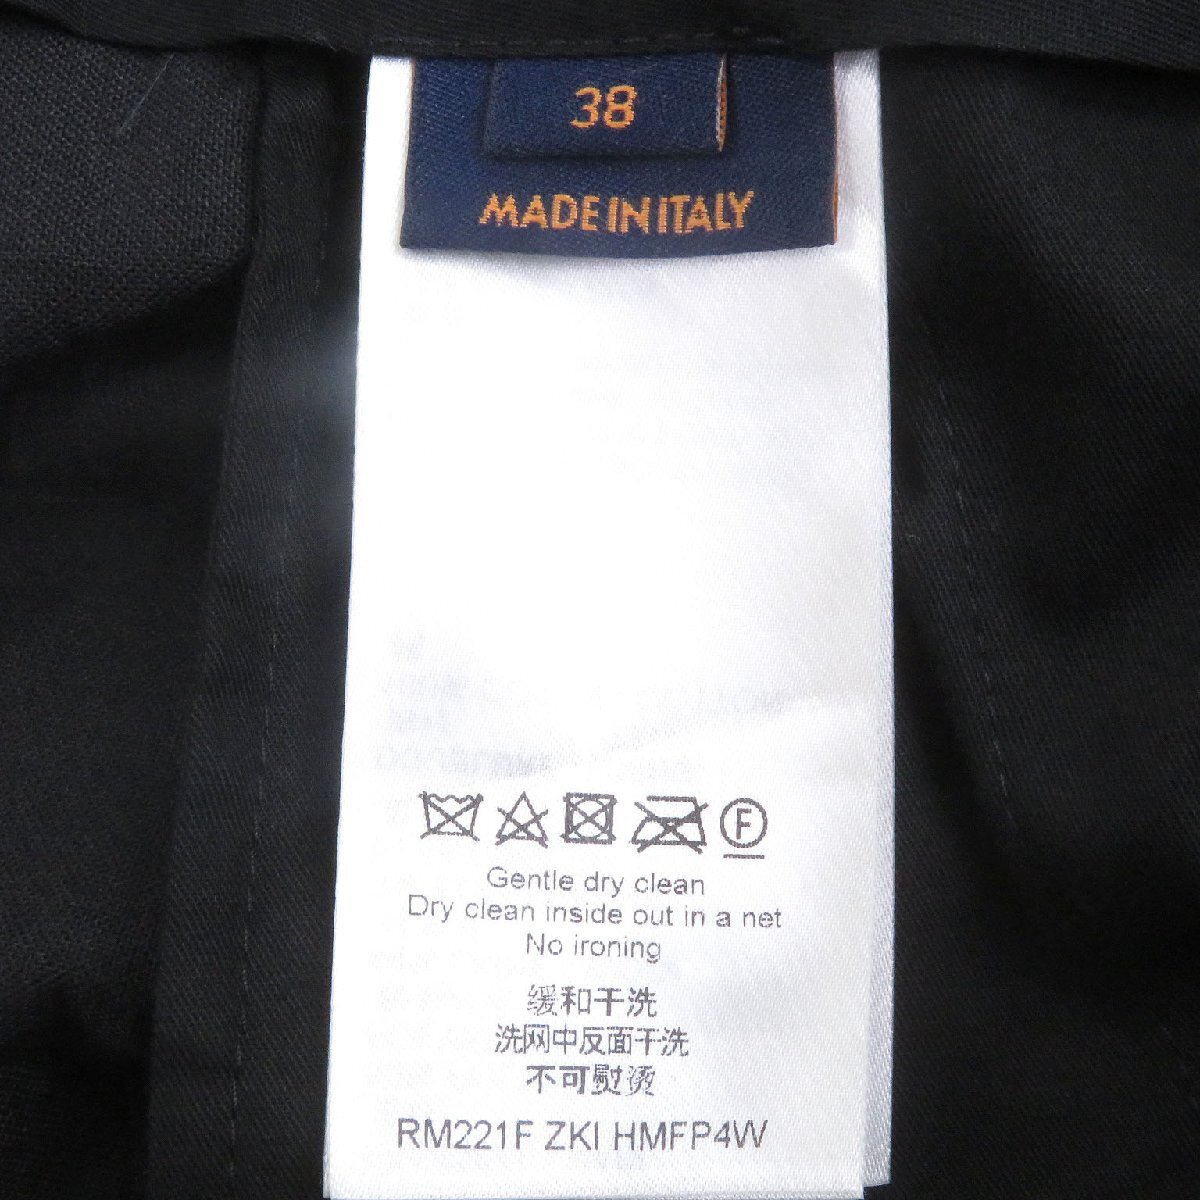 38
MADE IN ITALY
F
Gentle dry clean
Dry clean inside out in a net
No ironing
缓和干洗
洗网中反面干洗
不可熨烫
RM221F ZKI HMFP4W